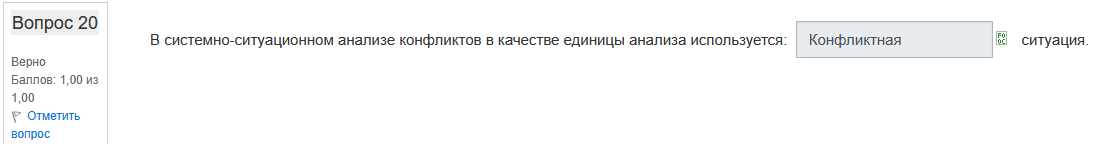 Вопрос 20
Верно
Баллов: 1,00 из
1,00
Отметить
вопрос
В системно-ситуационном анализе конфликтов в качестве единицы анализа используется: Конфликтная ситуация.